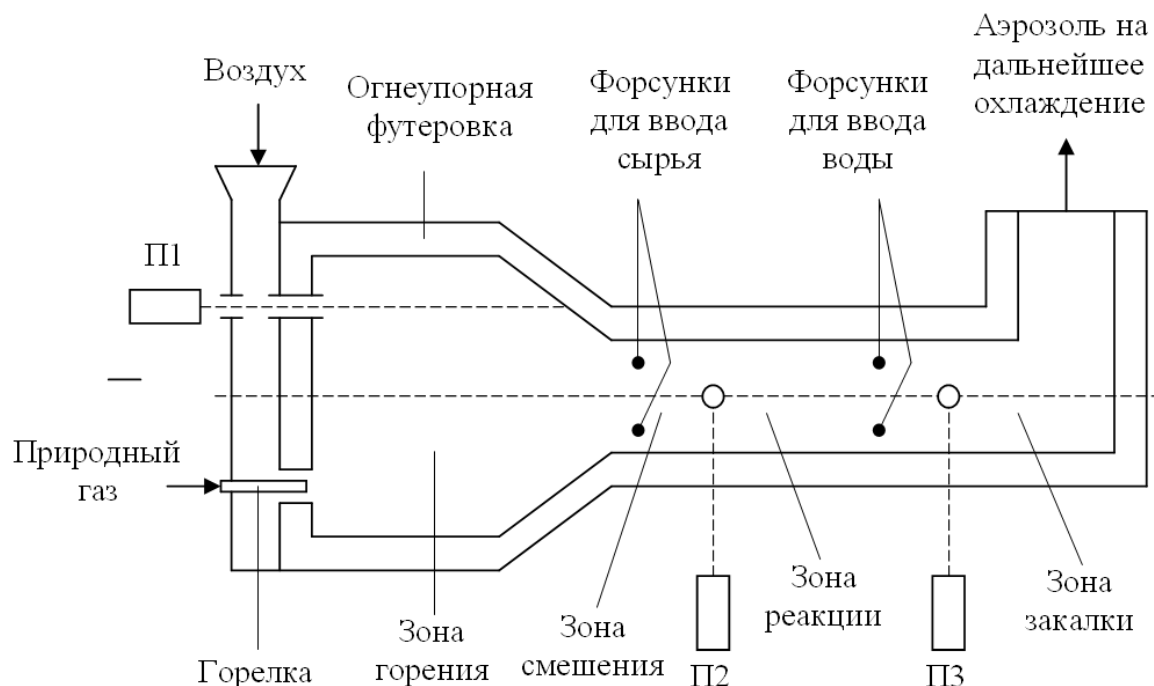 Воздух
Огнеупорная
футеровка
Форсунки
для ввода
сырья
Форсунки
для ввода
воды
Аэрозоль на
дальнейшее
охлаждение
П1
Природный
газ
Горелка
Зона
горения
Зона
смешения
П2
Зона
реакции
П3
Зона
закалки